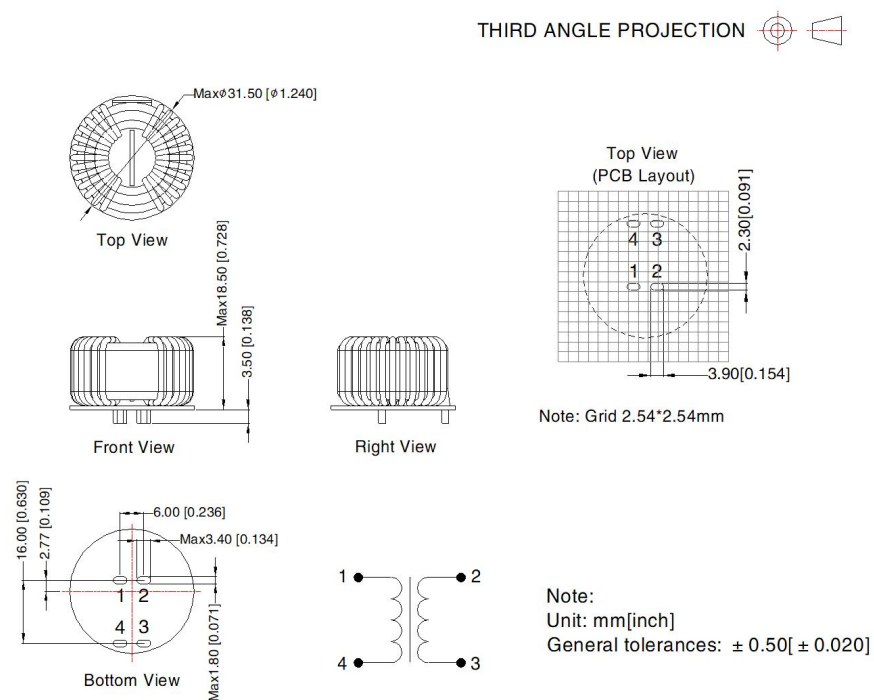 THIRD ANGLE PROJECTION
Maxφ31.50 [φ1.240]
Top View
Max18.50 [0.728]
3.50 [0.138]
Front View
Right View
Top View
(PCB Layout)
4 3
1 2
2.30[0.091]
3.90[0.154]
Note: Grid 2.54*2.54mm
16.00 [0.630]
2.77 [0.109]
6.00 [0.236]
Max3.40 [0.134]
1 2
4 3
Max1.80 [0.071]
Bottom View
1 2
4 3
Note:
Unit: mm[inch]
General tolerances: ± 0.50[ ± 0.020]